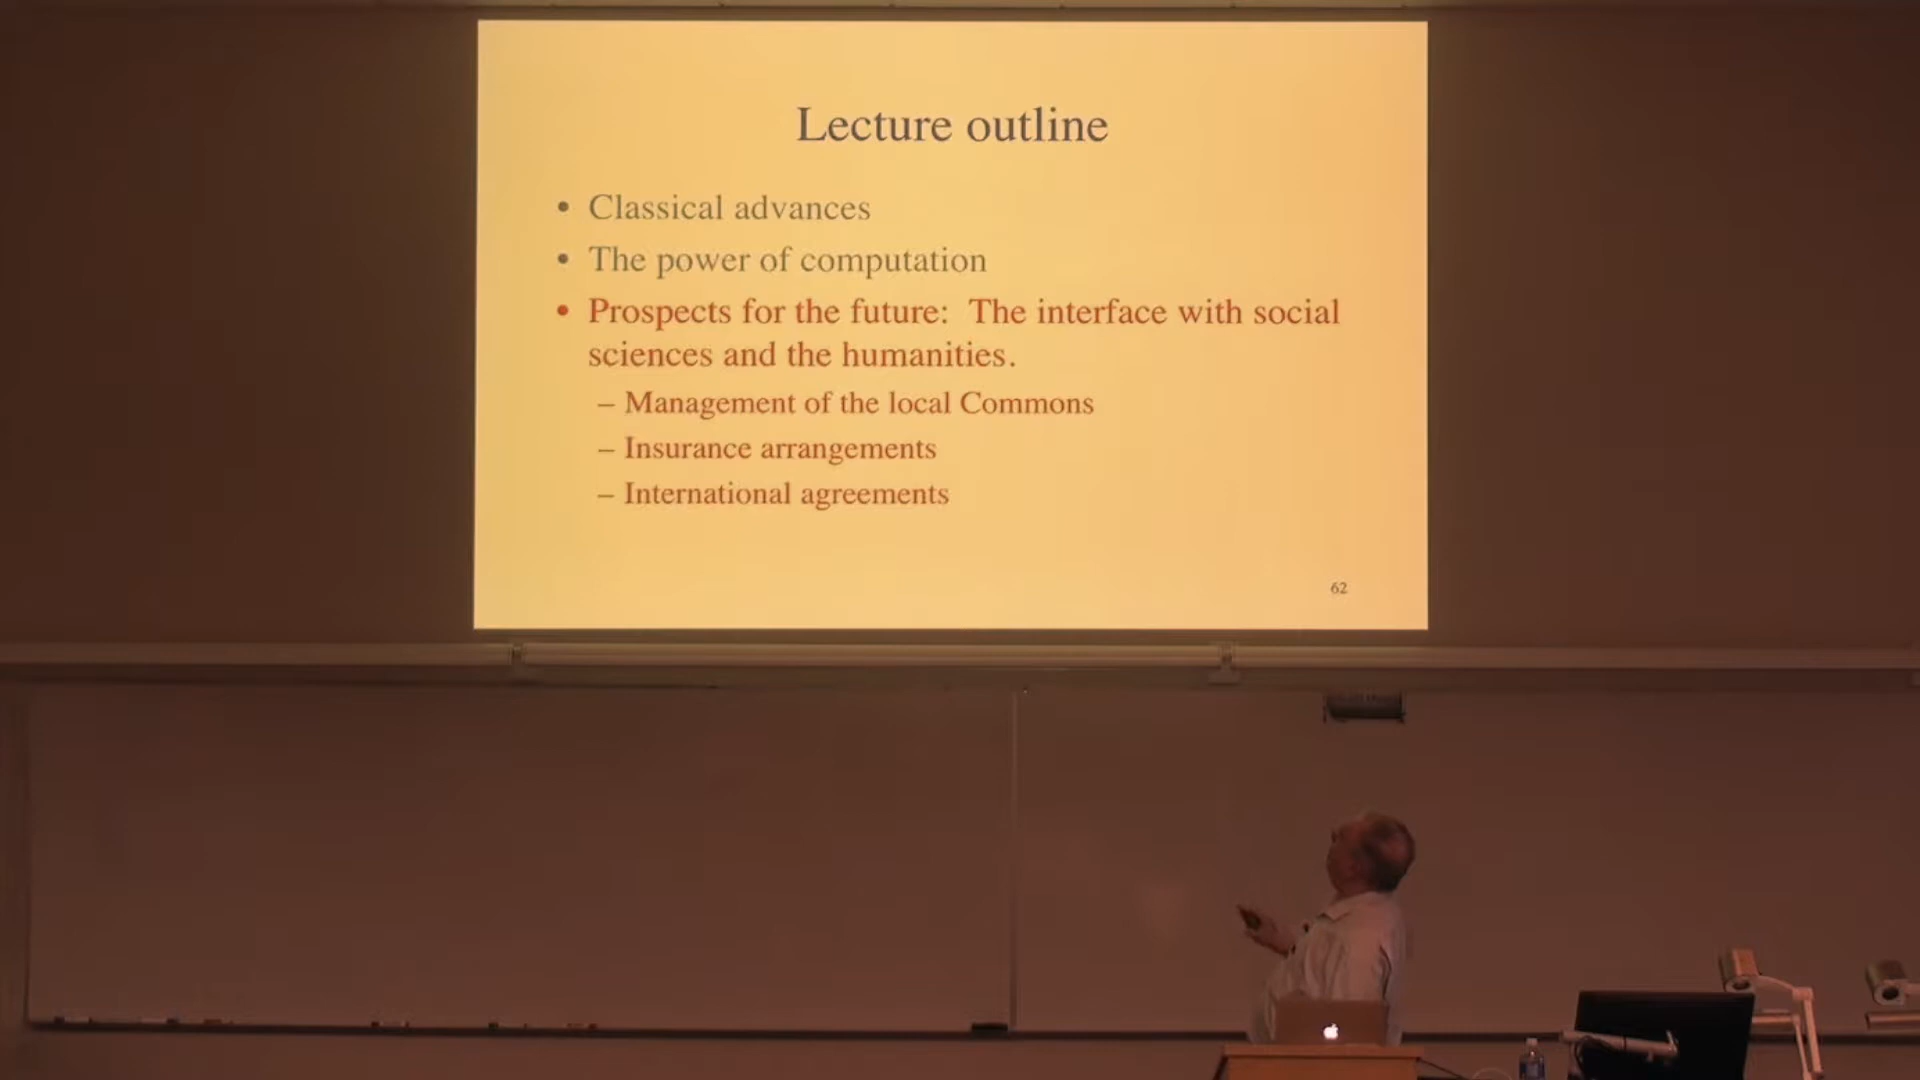 Lecture outline
• Classical advances
• The power of computation
• Prospects for the future: The interface with social
sciences and the humanities.
– Management of the local Commons
– Insurance arrangements
– International agreements
62